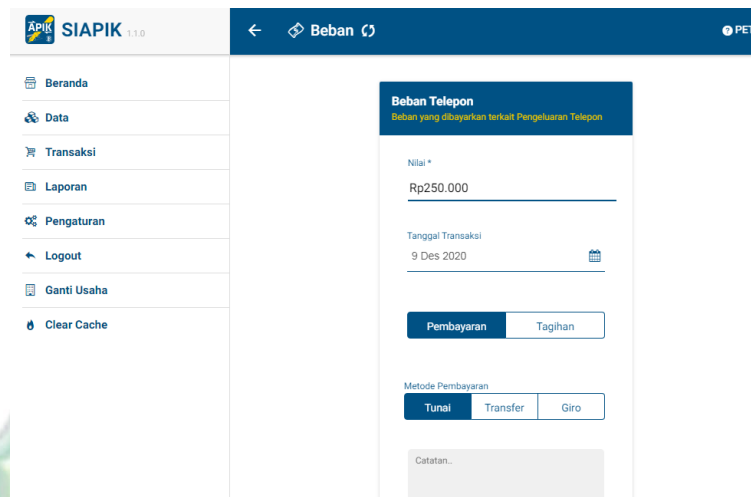 APIK SIAPIK 1.1.0
Beban
PET
Beranda
Data
Transaksi
Laporan
Pengaturan
Logout
Ganti Usaha
Clear Cache
Beban Telepon
Beban yang dibayarkan terkait Pengeluaran Telepon
Nilai *
Rp250.000
Tanggal Transaksi
9 Des 2020
Pembayaran Tagihan
Metode Pembayaran
Tunai Transfer Giro
Catatan..